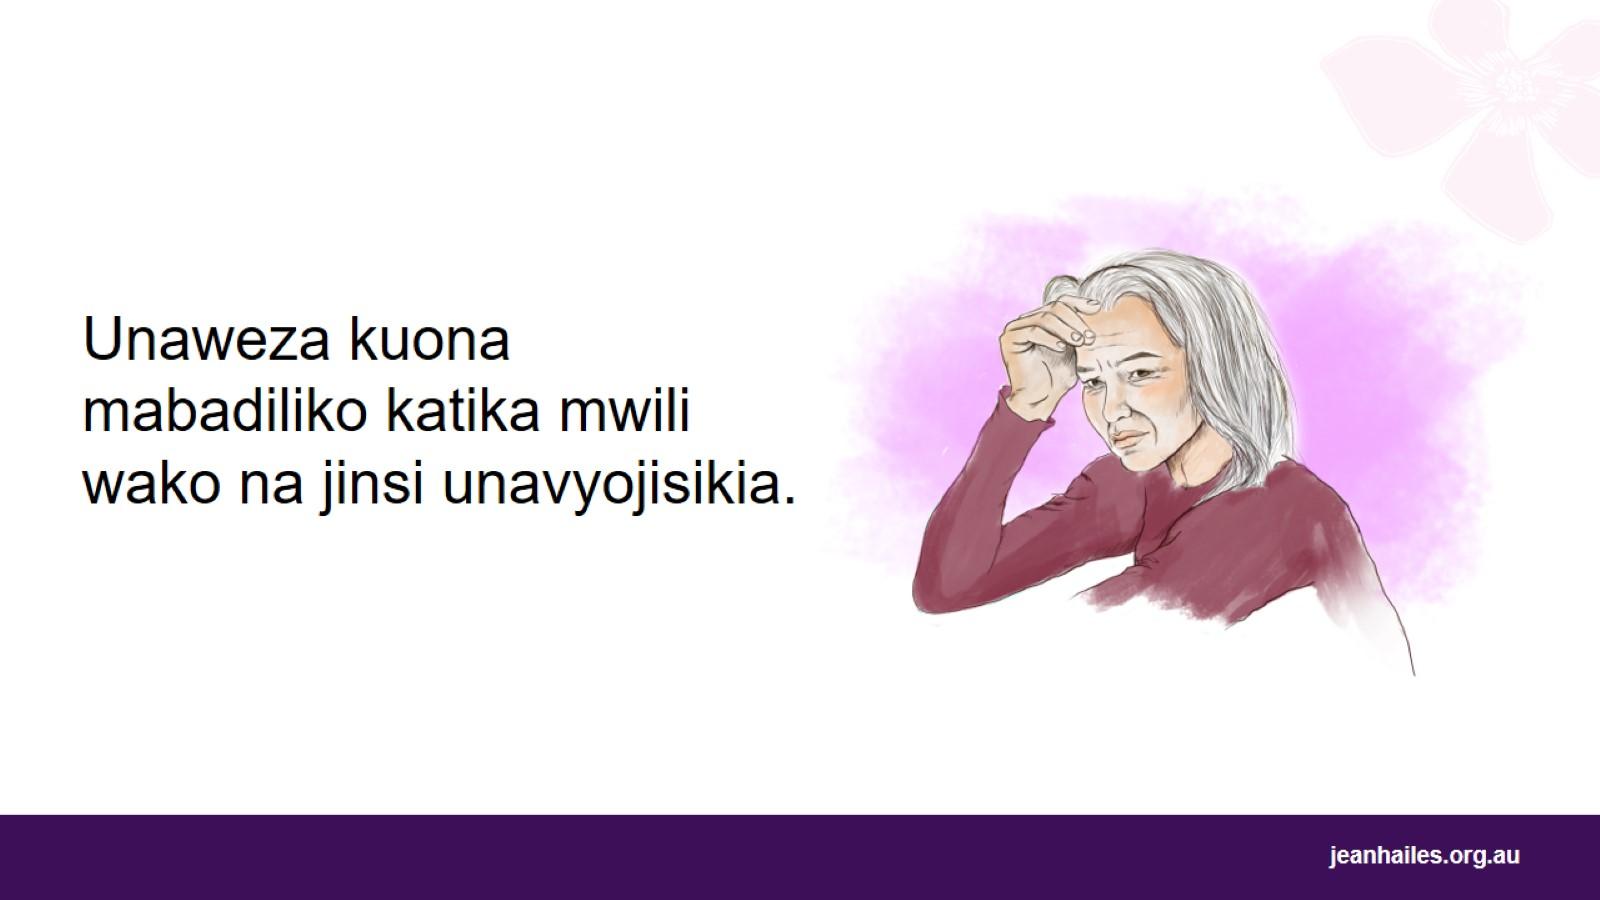 Unaweza kuona
mabadiliko katika mwili
wako na jinsi unavyojisikia.
jeanhailes.org.au